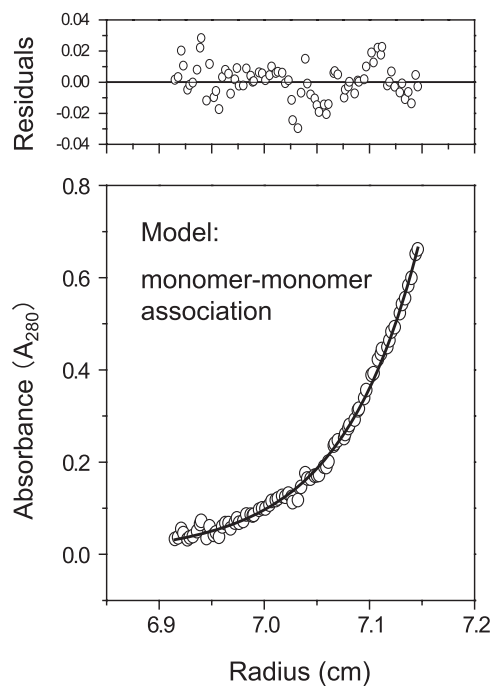 Residuals
0.04
0.02
0.00
-0.02
-0.04
Absorbance (A280)
0.8
0.6
0.4
0.2
0.0
Model:
monomer-monomer
association
6.9 7.0 7.1 7.2
Radius (cm)